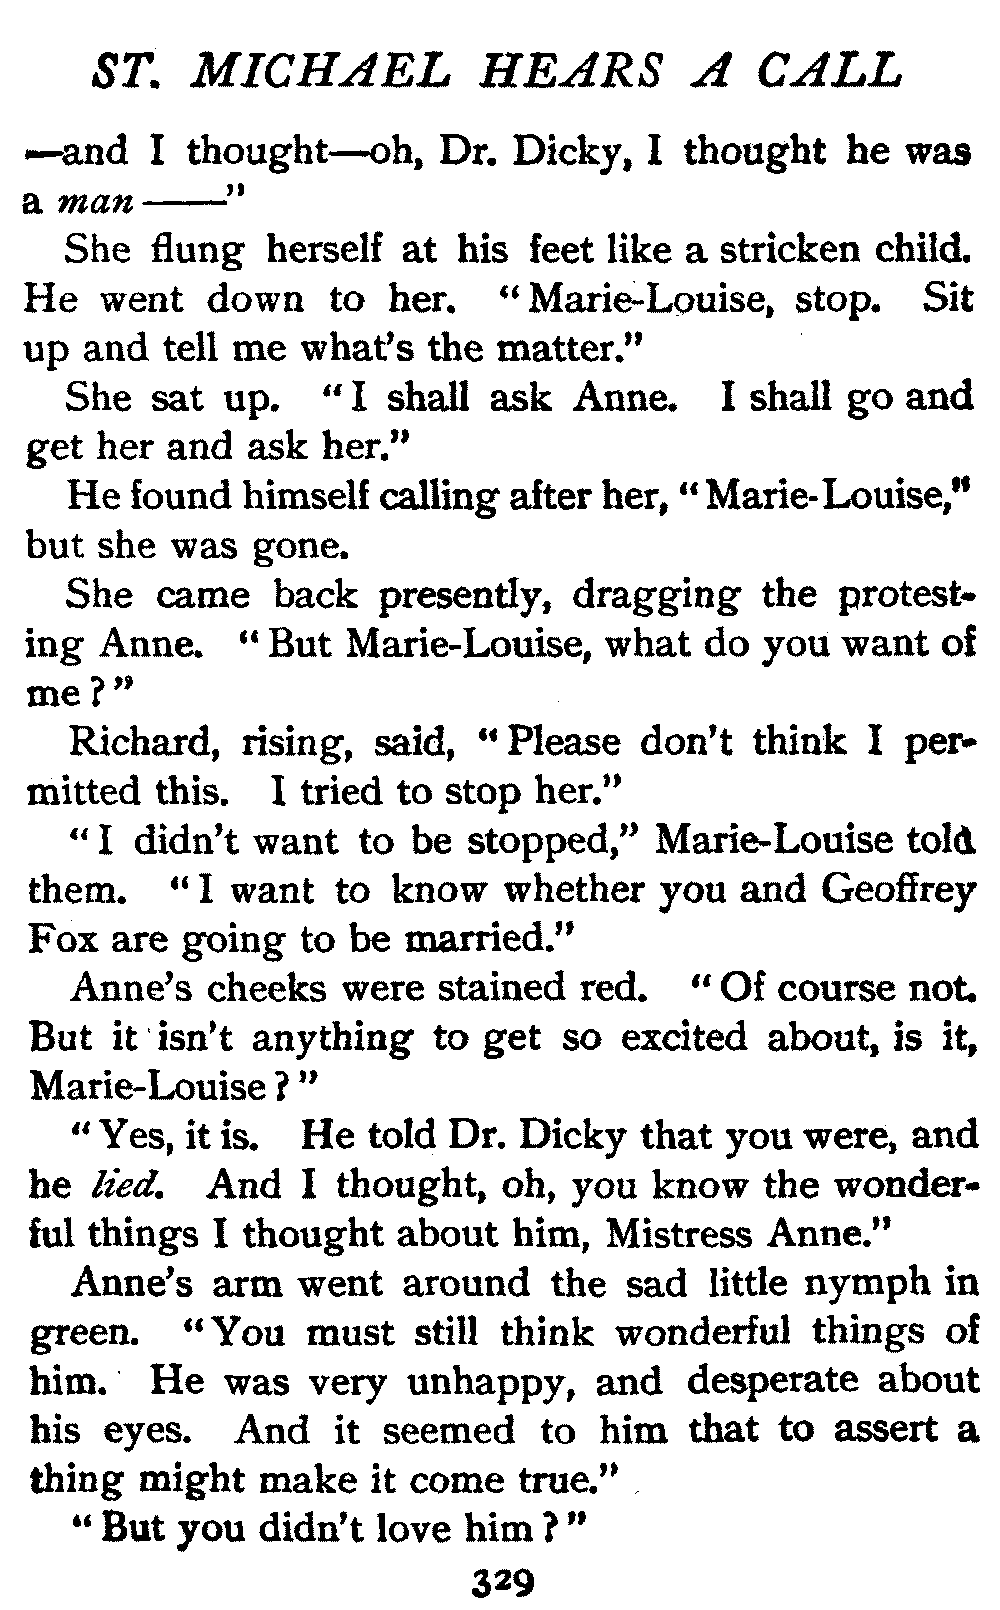 ST. MICHAEL HEARS A CALL
—and I thought—oh, Dr. Dicky, I thought he was
a man——"
She flung herself at his feet like a stricken child.
He went down to her. "Marie-Louise, stop. Sit
up and tell me what's the matter."
She sat up. "I shall ask Anne. I shall go and
get her and ask her."
He found himself calling after her, "Marie-Louise,"
but she was gone.
She came back presently, dragging the protest-
ing Anne. "But Marie-Louise, what do you want of
me?"
Richard, rising, said, "Please don't think I per-
mitted this. I tried to stop her."
"I didn't want to be stopped," Marie-Louise told
them. "I want to know whether you and Geoffrey
Fox are going to be married."
Anne's cheeks were stained red. "Of course not.
But it isn't anything to get so excited about, is it,
Marie-Louise?"
"Yes, it is. He told Dr. Dicky that you were, and
he lied. And I thought, oh, you know the wonder-
ful things I thought about him, Mistress Anne."
Anne's arm went around the sad little nymph in
green. "You must still think wonderful things of
him. He was very unhappy, and desperate about
his eyes. And it seemed to him that to assert a
thing might make it come true."
"But you didn't love him?"
329